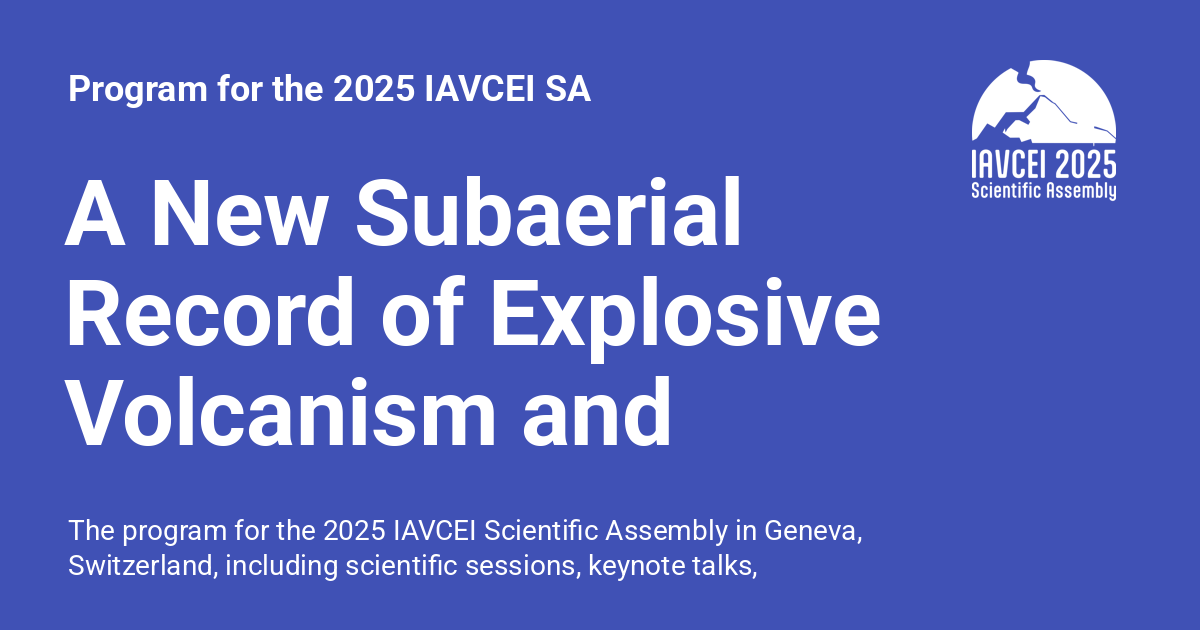 Program for the 2025 IAVCEI SA
IAVCEI 2025
Scientific Assembly
A New Subaerial
Record of Explosive
Volcanism and
The program for the 2025 IAVCEI Scientific Assembly in Geneva,
Switzerland, including scientific sessions, keynote talks,